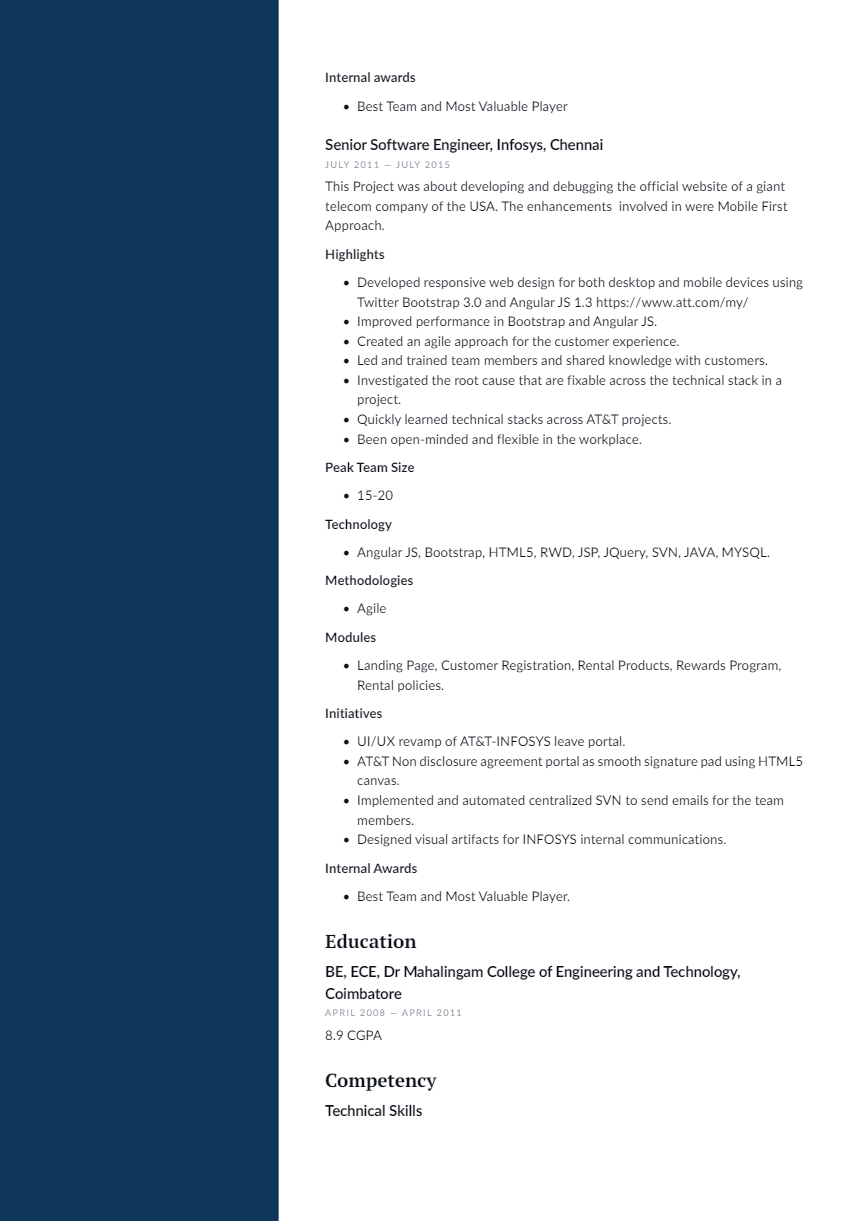 Internal awards
• Best Team and Most Valuable Player
Senior Software Engineer, Infosys, Chennai
JULY 2011 — JULY 2015
This Project was about developing and debugging the official website of a giant
telecom company of the USA. The enhancements  involved in were Mobile First
Approach.
Highlights
• Developed responsive web design for both desktop and mobile devices using
Twitter Bootstrap 3.0 and Angular JS 1.3 https://www.att.com/my/
• Improved performance in Bootstrap and Angular JS.
• Created an agile approach for the customer experience.
• Led and trained team members and shared knowledge with customers.
• Investigated the root cause that are fixable across the technical stack in a
project.
• Quickly learned technical stacks across AT&T projects.
• Been open-minded and flexible in the workplace.
Peak Team Size
• 15-20
Technology
• Angular JS, Bootstrap, HTML5, RWD, JSP, JQuery, SVN, JAVA, MYSQL.
Methodologies
• Agile
Modules
• Landing Page, Customer Registration, Rental Products, Rewards Program,
Rental policies.
Initiatives
• UI/UX revamp of AT&T-INFOSYS leave portal.
• AT&T Non disclosure agreement portal as smooth signature pad using HTML5
canvas.
• Implemented and automated centralized SVN to send emails for the team
members.
• Designed visual artifacts for INFOSYS internal communications.
Internal Awards
• Best Team and Most Valuable Player.
Education
BE, ECE, Dr Mahalingam College of Engineering and Technology,
Coimbatore
APRIL 2008 — APRIL 2011
8.9 CGPA
Competency
Technical Skills